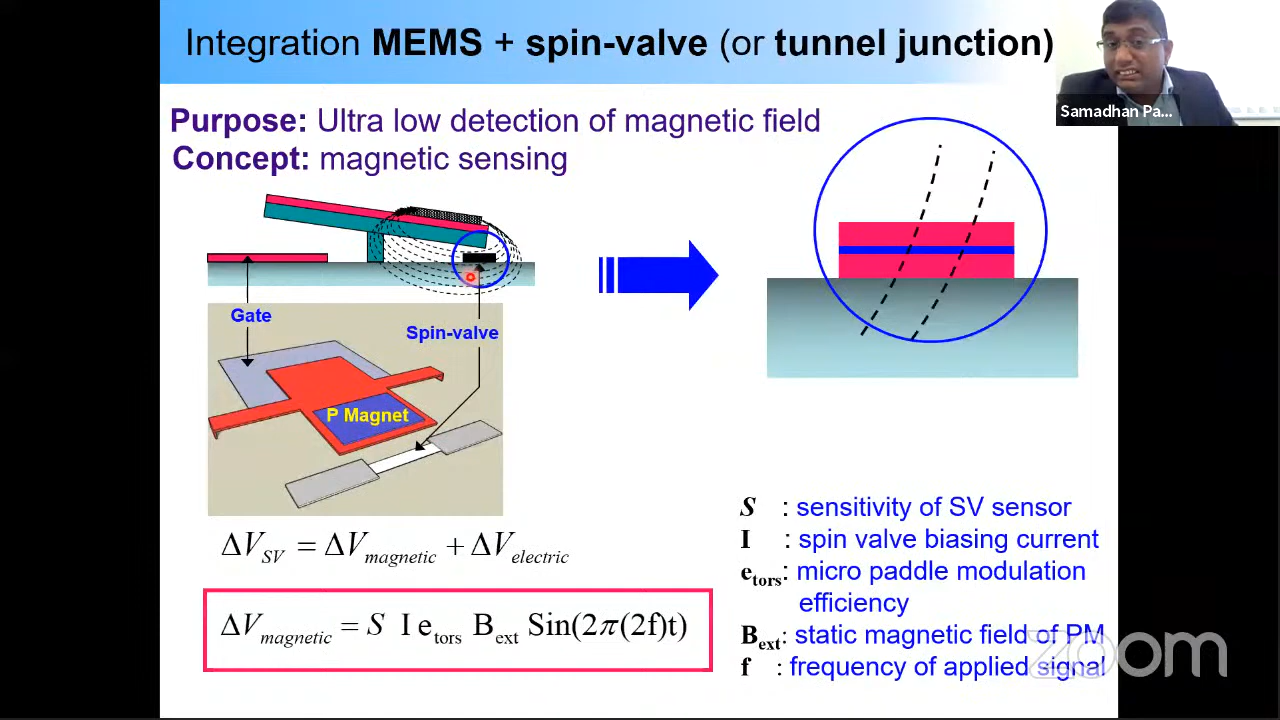 Integration MEMS + spin-valve (or tunnel junction)
Samadhan Pa...
Purpose: Ultra low detection of magnetic field
Concept: magnetic sensing
Gate
Spin-valve
P Magnet
ΔV_SV = ΔV_magnetic + ΔV_electric
ΔV_magnetic = S I e_tors B_ext Sin(2π(2f)t)
S : sensitivity of SV sensor
I : spin valve biasing current
e_tors: micro paddle modulation
efficiency
B_ext: static magnetic field of PM
f : frequency of applied signal
zoom